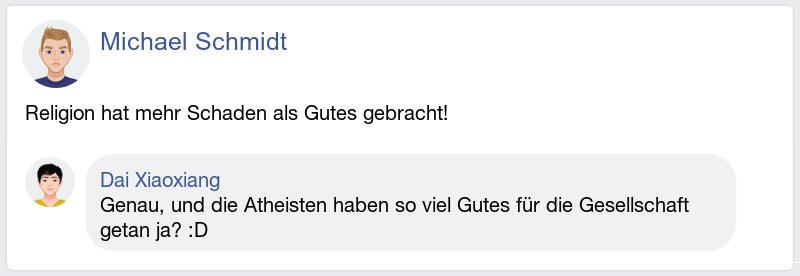 Michael Schmidt
Religion hat mehr Schaden als Gutes gebracht!
Dai Xiaoxiang
Genau, und die Atheisten haben so viel Gutes für die Gesellschaft
getan ja? :D